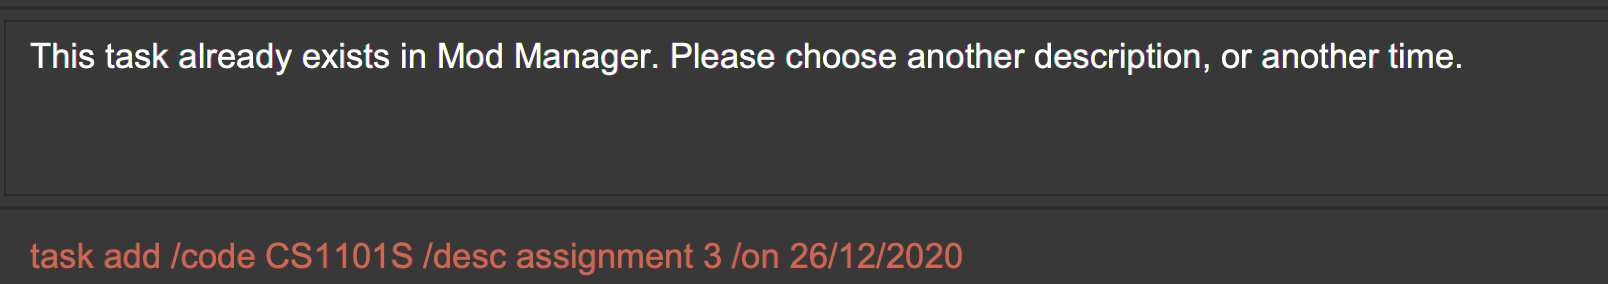 This task already exists in Mod Manager. Please choose another description, or another time.
task add /code CS1101S /desc assignment 3 /on 26/12/2020